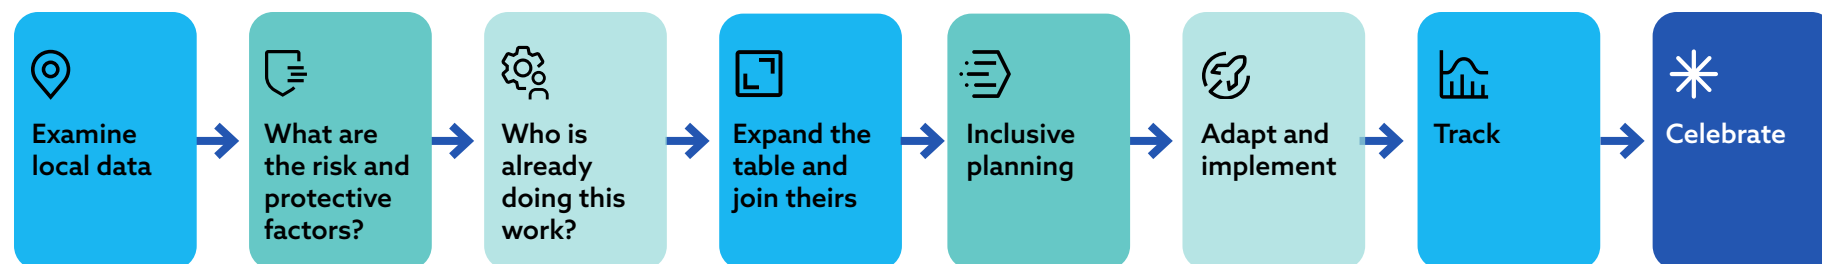 Examine
local data
What are
the risk and
protective
factors?
Who is
already
doing this
work?
Expand the
table and
join theirs
Inclusive
planning
Adapt and
implement
Track
Celebrate